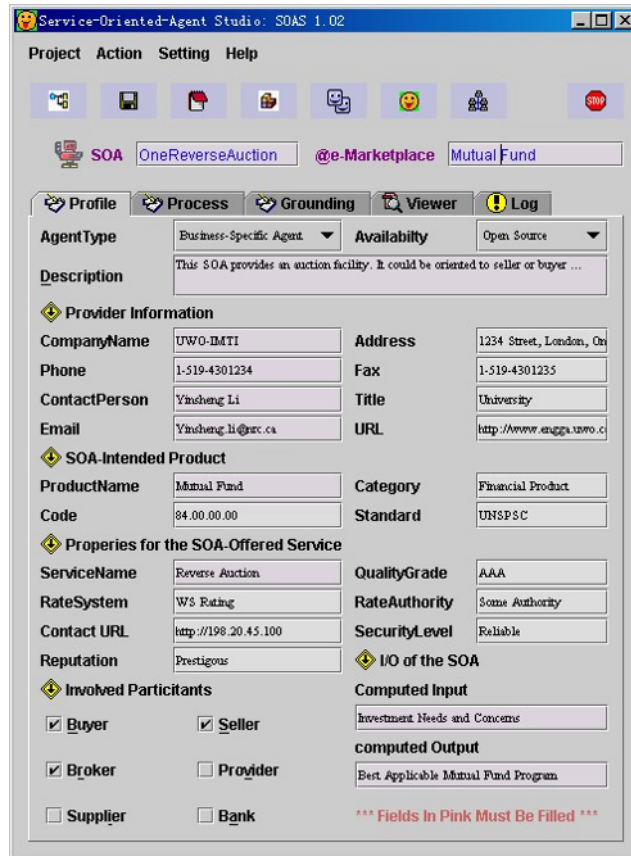 Service-Oriented-Agent Studio: SOAS 1.02
Project Action Setting Help
STOP
SOA OneReverseAuction @e-Marketplace Mutual Fund
Profile Process Grounding Viewer Log
AgentType Business-Specific Agent Availabilty Open Source
Description This SOA provides an auction facility. It could be oriented to seller or buyer ...
Provider Information
CompanyName UWO-IMTI Address 1234 Street, London, On
Phone 1-519-4301234 Fax 1-519-4301235
ContactPerson Yinsheng Li Title University
Email Yinsheng.li@nrc.ca URL http://www.engga.uwo.c
SOA-Intended Product
ProductName Mutual Fund Category Financial Product
Code 84.00.00.00 Standard UNSPSC
Properies for the SOA-Offered Service
ServiceName Reverse Auction QualityGrade AAA
RateSystem WS Rating RateAuthority Some Authority
Contact URL http://198.20.45.100 SecurityLevel Reliable
Reputation Prestigous I/O of the SOA
Involved Particitants Computed Input
Buyer Seller Investment Needs and Concerns
computed Output
Broker Provider Best Applicable Mutual Fund Program
Supplier Bank *** Fields In Pink Must Be Filled ***